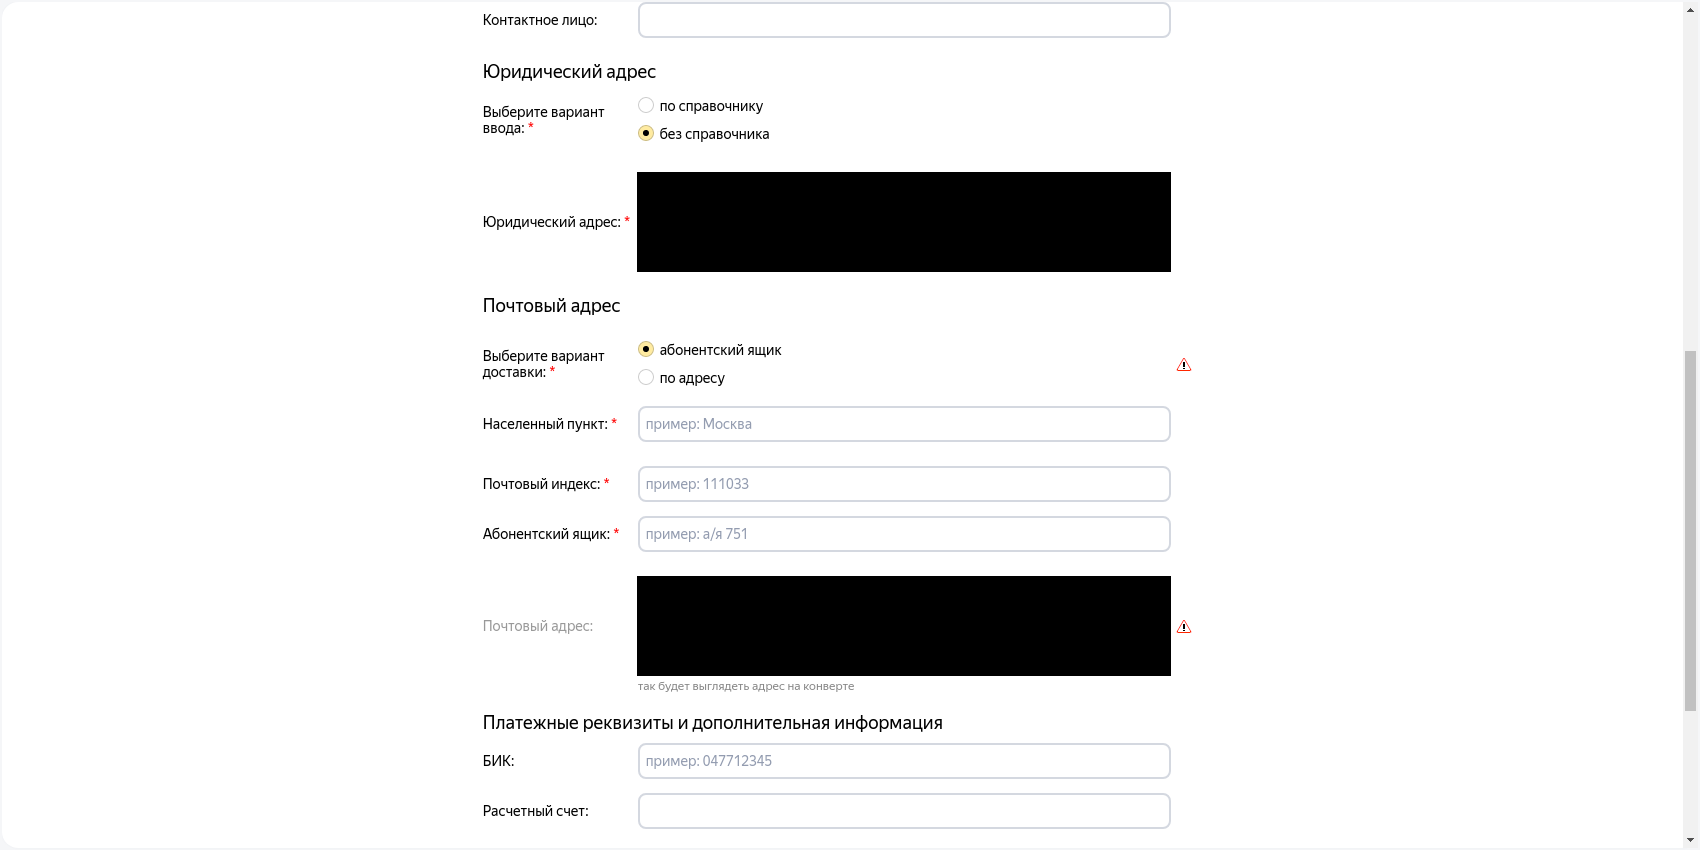 Контактное лицо:
Юридический адрес
Выберите вариант
ввода: *
по справочнику
без справочника
Юридический адрес: *
Почтовый адрес
Выберите вариант
доставки: *
абонентский ящик
по адресу
Населенный пункт: *
пример: Москва
Почтовый индекс: *
пример: 111033
Абонентский ящик: *
пример: а/я 751
Почтовый адрес:
так будет выглядеть адрес на конверте
Платежные реквизиты и дополнительная информация
БИК:
пример: 047712345
Расчетный счет: